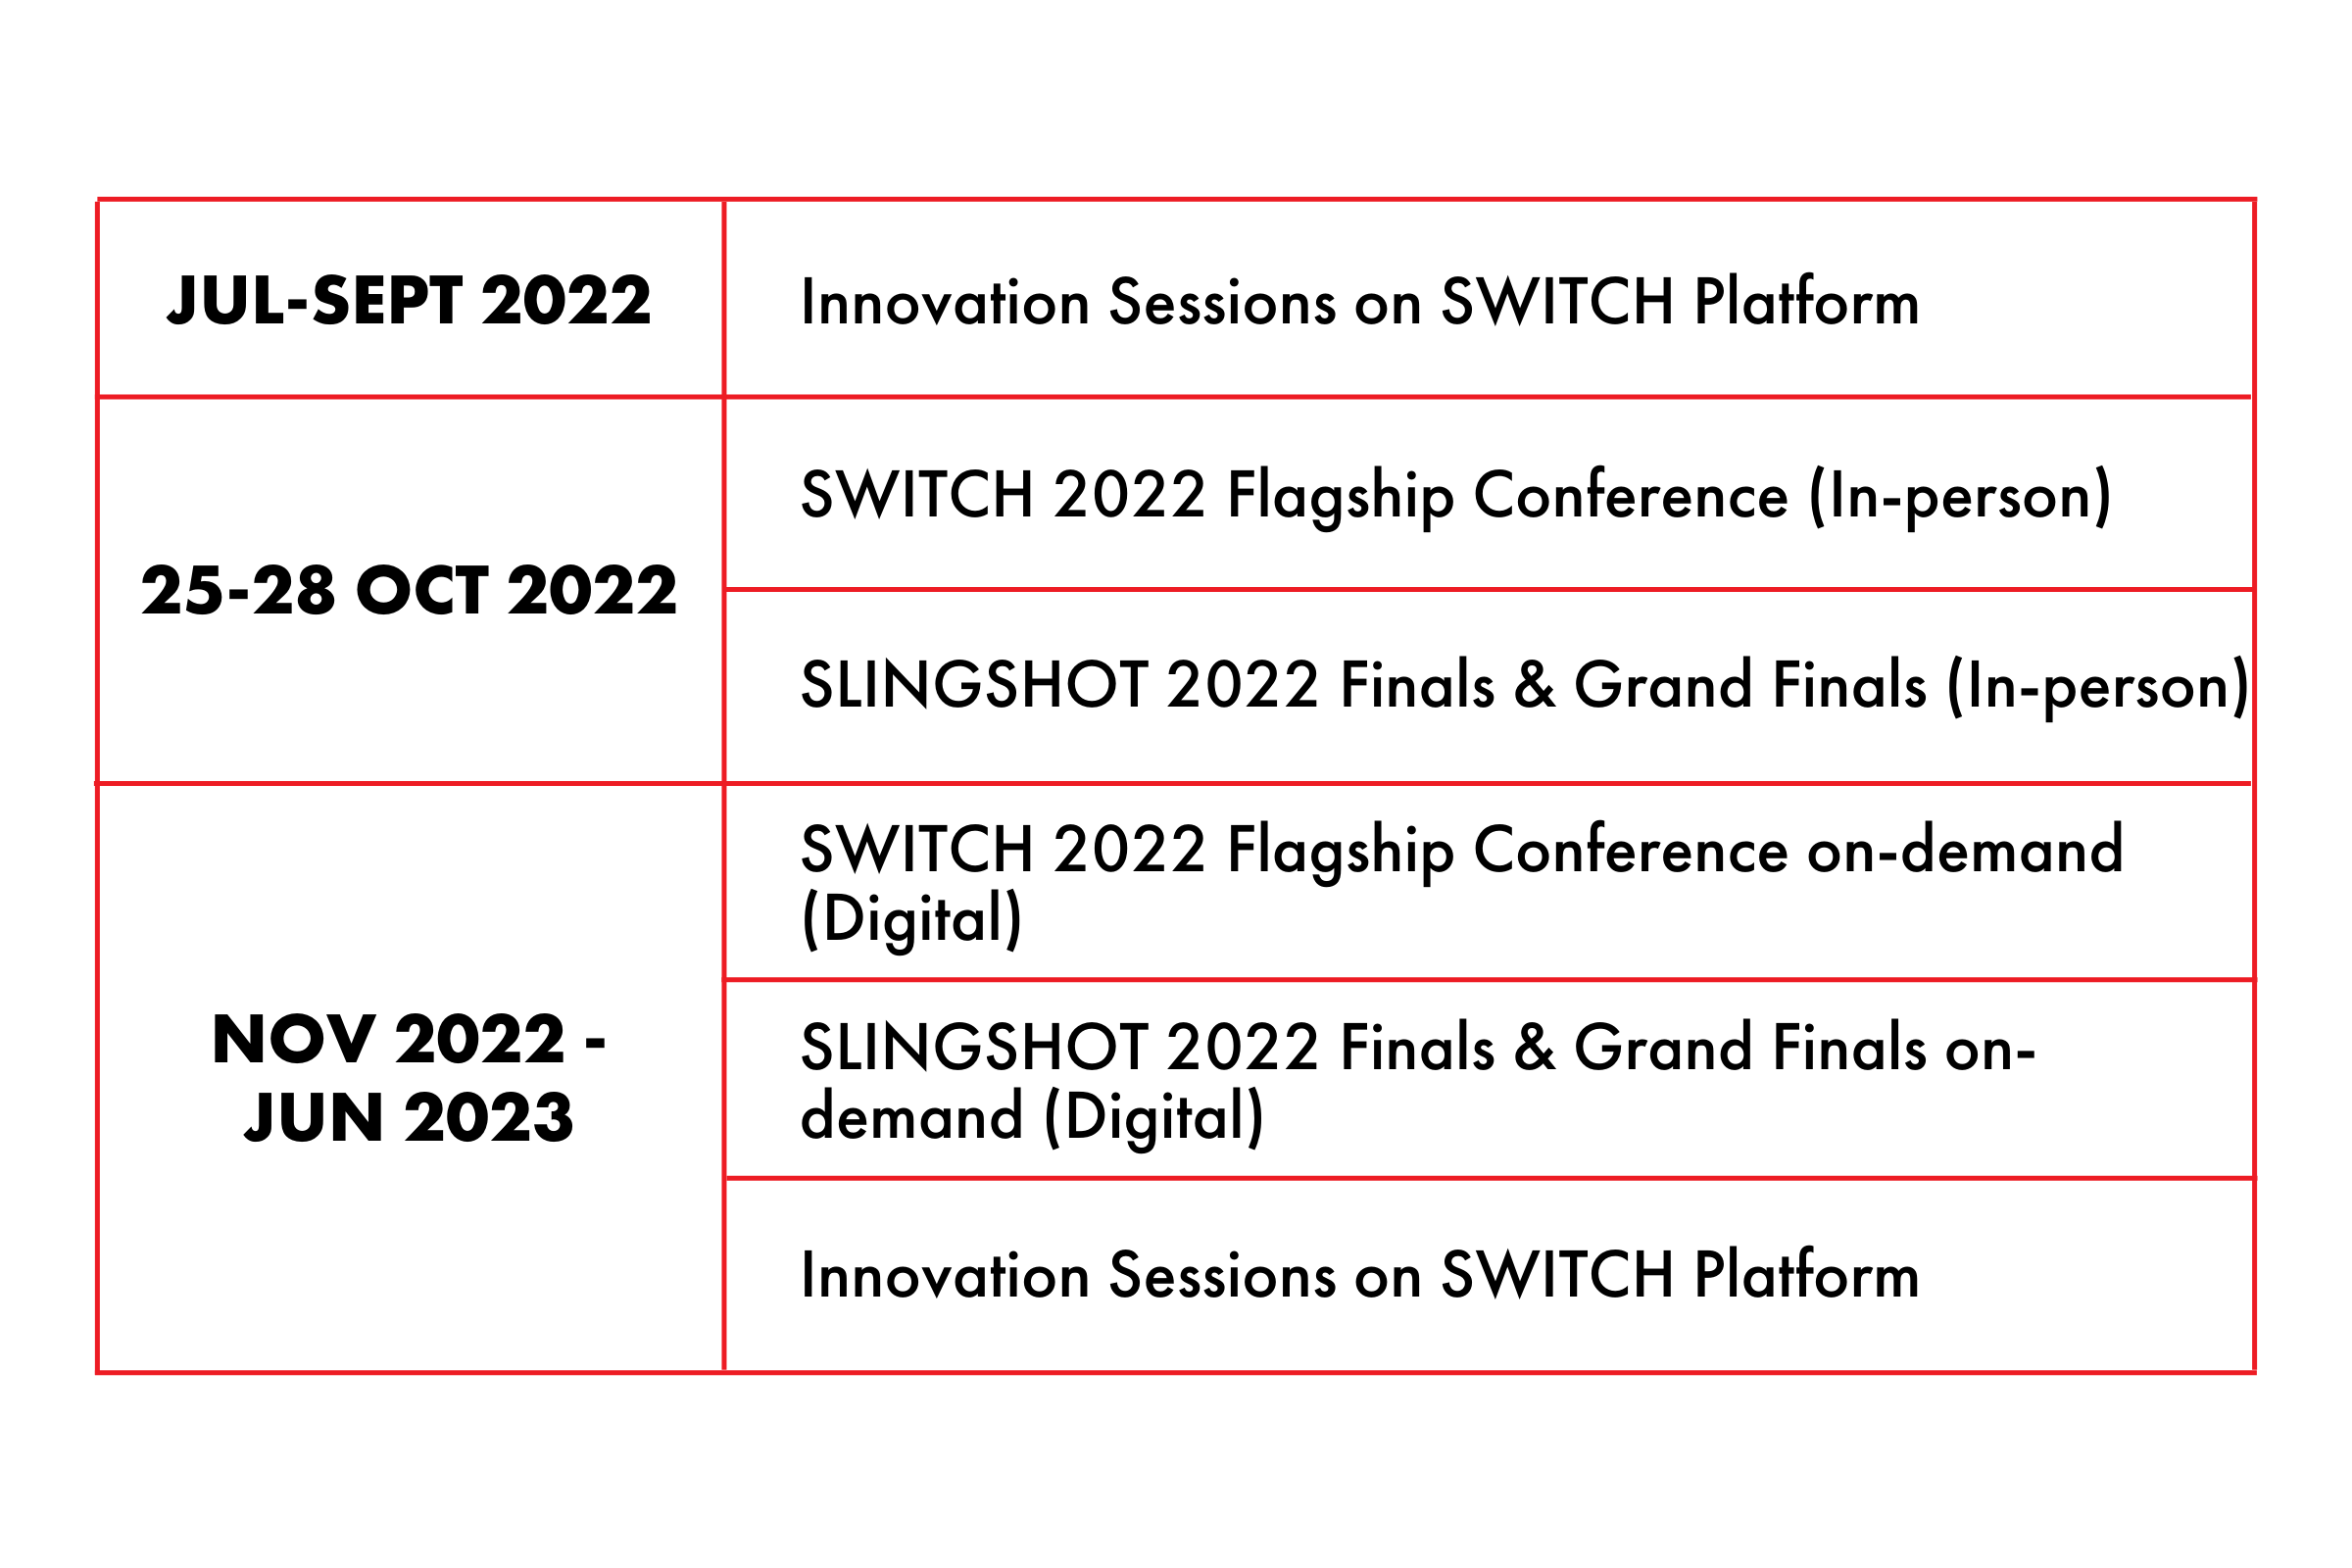 JUL-SEPT 2022
Innovation Sessions on SWITCH Platform
25-28 OCT 2022
SWITCH 2022 Flagship Conference (In-person)
SLINGSHOT 2022 Finals & Grand Finals (In-person)
NOV 2022 -
JUN 2023
SWITCH 2022 Flagship Conference on-demand
(Digital)
SLINGSHOT 2022 Finals & Grand Finals on-
demand (Digital)
Innovation Sessions on SWITCH Platform